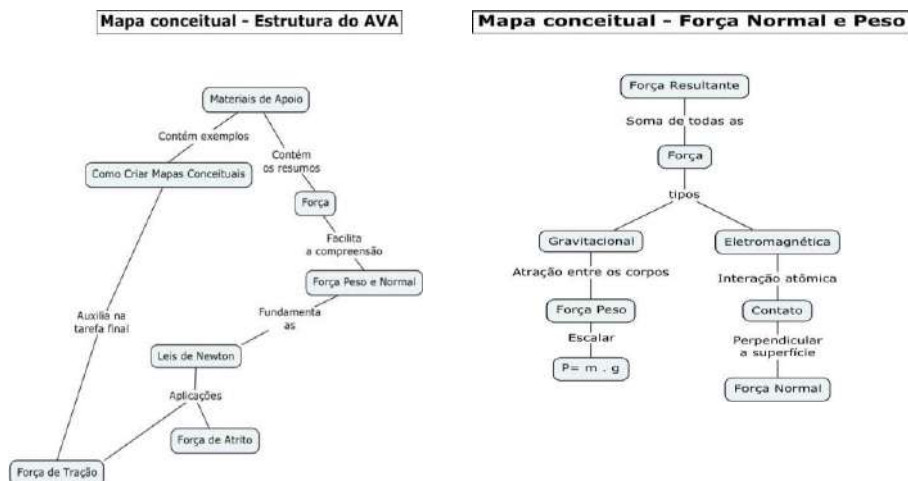 Mapa conceitual - Estrutura do AVA
Materiais de Apoio
Contém exemplos
Contém
os resumos
Como Criar Mapas Conceituais
Força
Facilita
a compreensão
Força Peso e Normal
Fundamenta
as
Auxilia na
tarefa final
Leis de Newton
Aplicações
Força de Atrito
Força de Tração
Mapa conceitual - Força Normal e Peso
Força Resultante
Soma de todas as
Força
tipos
Gravitacional
Eletromagnética
Atração entre os corpos
Interação atômica
Força Peso
Contato
Escalar
Perpendicular
a superfície
P= m . g
Força Normal